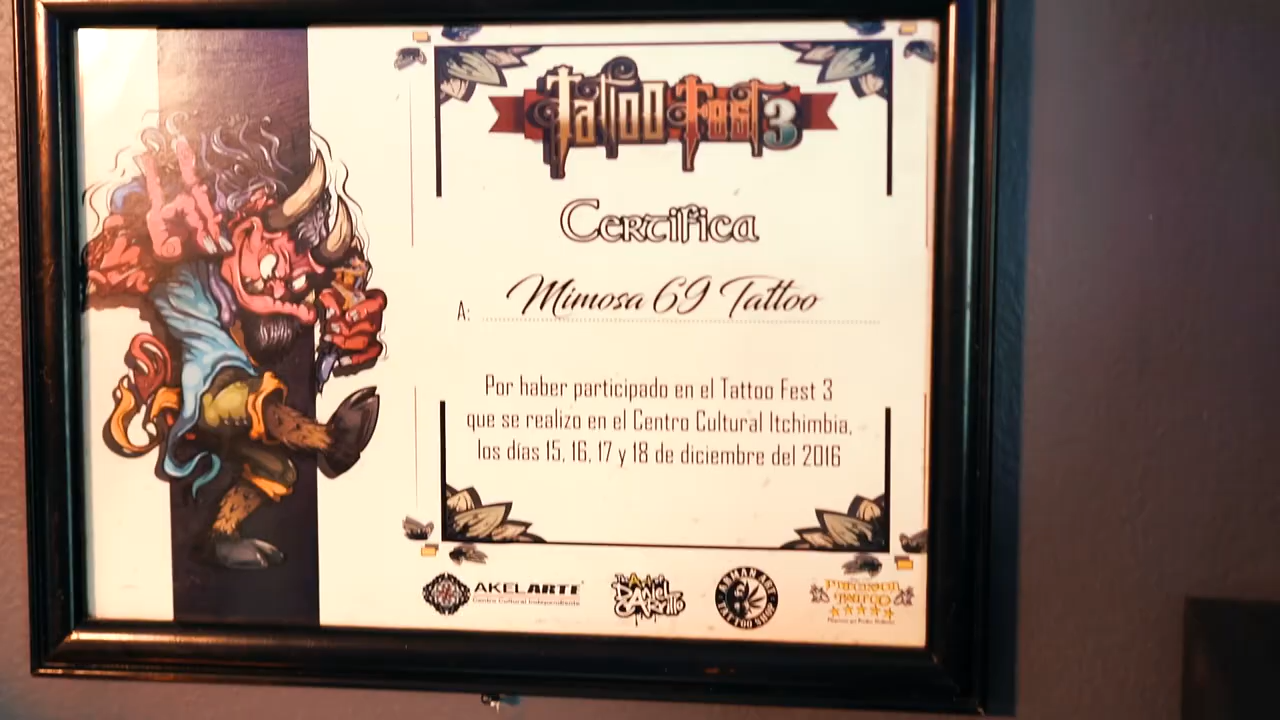 Tattoo Fest 3
Certifica
A: Mimosa 69 Tattoo
Por haber participado en el Tattoo Fest 3
que se realizo en el Centro Cultural Itchimbia,
los días 15, 16, 17 y 18 de diciembre del 2016
AKELARTE
Centro Cultural Independiente
DANIEL CARRILLO
TATTOO